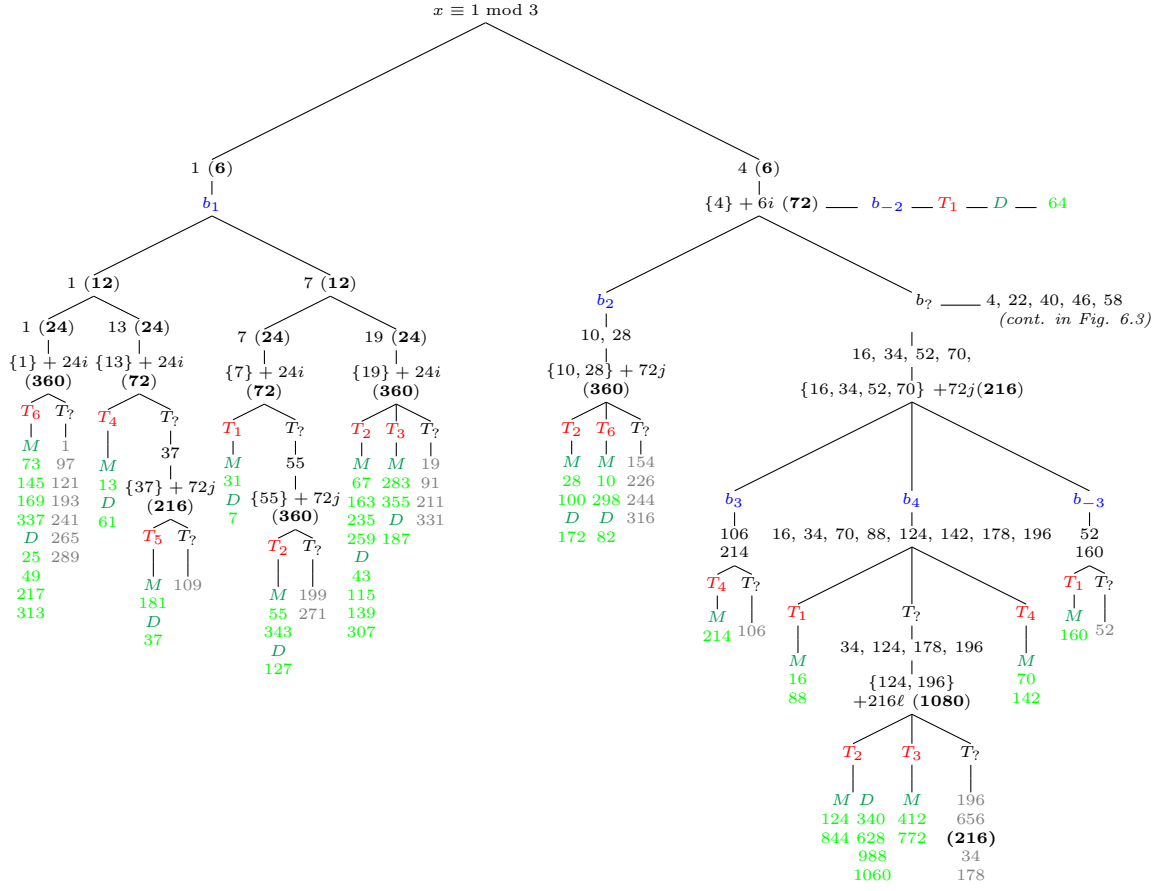 x ≡ 1 mod 3
1 (6)
4 (6)
b₁
{4} + 6i (72) b₋₂ T₁ D 64
1 (12)
7 (12)
b₂
b?
4, 22, 40, 46, 58
(cont. in Fig. 6.3)
1 (24)
13 (24)
7 (24)
19 (24)
10, 28
16, 34, 52, 70,
{1} + 24i
(360)
{13} + 24i
(72)
{7} + 24i
(72)
{19} + 24i
(360)
{10, 28} + 72j
(360)
{16, 34, 52, 70} +72j(216)
T₆
M
73
145
169
337
D
25
49
217
313
T?
1
97
121
193
241
265
289
T₄
M
13
D
61
T?
37
{37} + 72j
(216)
T₅
M
181
D
37
T?
109
T₁
M
31
D
7
T?
55
{55} + 72j
(360)
T₂
M
55
343
D
127
T?
199
271
T₂
M
67
163
235
259
D
43
115
139
307
T₃
M
283
355
D
187
T?
19
91
211
331
T₂
M
28
100
D
172
T₆
M
10
298
D
82
T?
154
226
244
316
b₃
106
214
T₄
M
214
T?
106
b₄
16, 34, 70, 88, 124, 142, 178, 196
T₁
M
16
88
T?
34, 124, 178, 196
{124, 196}
+216ℓ (1080)
T₄
M
70
142
T₂
M D
124 340
844 628
988
1060
T₃
M
412
772
T?
196
656
(216)
34
178
b₋₃
52
160
T₁
M
160
T?
52